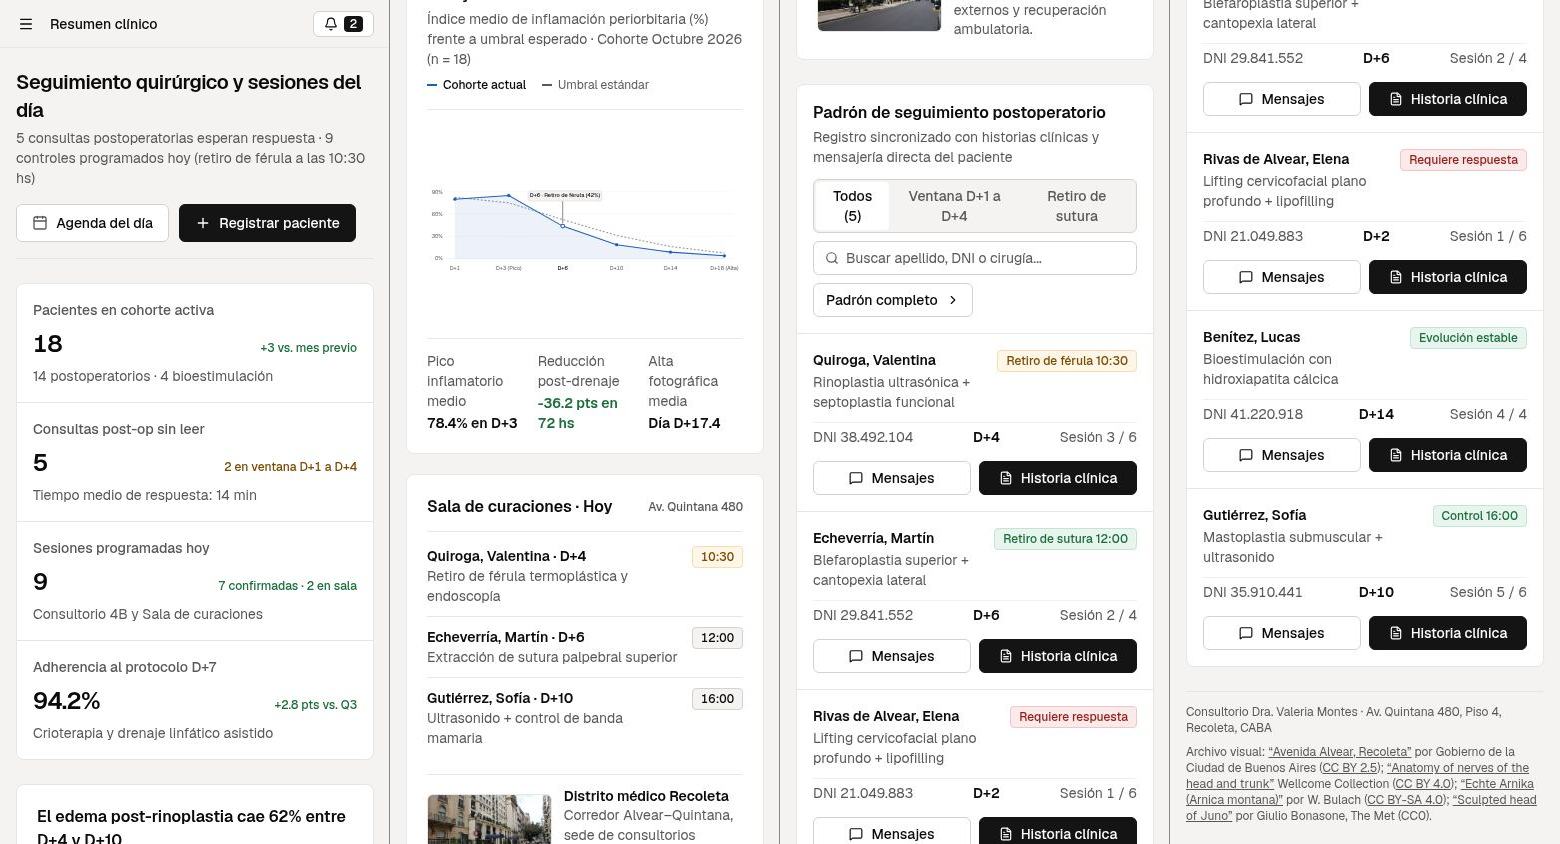 Resumen clínico
2
Seguimiento quirúrgico y sesiones del
día
5 consultas postoperatorias esperan respuesta · 9
controles programados hoy (retiro de férula a las 10:30
hs)
Agenda del día
Registrar paciente
Pacientes en cohorte activa
18
+3 vs. mes previo
14 postoperatorios · 4 bioestimulación
Consultas post-op sin leer
5
2 en ventana D+1 a D+4
Tiempo medio de respuesta: 14 min
Sesiones programadas hoy
9
7 confirmadas · 2 en sala
Consultorio 4B y Sala de curaciones
Adherencia al protocolo D+7
94.2%
+2.8 pts vs. Q3
Crioterapia y drenaje linfático asistido
El edema post-rinoplastia cae 62% entre
D+4 y D+10
Índice medio de inflamación periorbitaria (%)
frente a umbral esperado · Cohorte Octubre 2026
(n = 18)
Cohorte actual
Umbral estándar
90%
60%
30%
0%
D+6 · Retiro de férula (42%)
D+1
D+3 (Pico)
D+6
D+10
D+14
D+18 (Alta)
Pico
inflamatorio
medio
78.4% en D+3
Reducción
post-drenaje
-36.2 pts en
72 hs
Alta
fotográfica
media
Día D+17.4
Sala de curaciones · Hoy
Av. Quintana 480
Quiroga, Valentina · D+4
10:30
Retiro de férula termoplástica y
endoscopía
Echeverría, Martín · D+6
12:00
Extracción de sutura palpebral superior
Gutiérrez, Sofía · D+10
16:00
Ultrasonido + control de banda
mamaria
Distrito médico Recoleta
Corredor Alvear–Quintana,
sede de consultorios
externos y recuperación
ambulatoria.
Padrón de seguimiento postoperatorio
Registro sincronizado con historias clínicas y
mensajería directa del paciente
Todos
(5)
Ventana D+1 a
D+4
Retiro de
sutura
Buscar apellido, DNI o cirugía...
Padrón completo
Quiroga, Valentina
Retiro de férula 10:30
Rinoplastia ultrasónica +
septoplastia funcional
DNI 38.492.104
D+4
Sesión 3 / 6
Mensajes
Historia clínica
Echeverría, Martín
Retiro de sutura 12:00
Blefaroplastia superior +
cantopexia lateral
DNI 29.841.552
D+6
Sesión 2 / 4
Mensajes
Historia clínica
Rivas de Alvear, Elena
Requiere respuesta
Lifting cervicofacial plano
profundo + lipofilling
DNI 21.049.883
D+2
Sesión 1 / 6
Mensajes
Historia clínica
Blefaroplastia superior +
cantopexia lateral
DNI 29.841.552
D+6
Sesión 2 / 4
Mensajes
Historia clínica
Rivas de Alvear, Elena
Requiere respuesta
Lifting cervicofacial plano
profundo + lipofilling
DNI 21.049.883
D+2
Sesión 1 / 6
Mensajes
Historia clínica
Benítez, Lucas
Evolución estable
Bioestimulación con
hidroxiapatita cálcica
DNI 41.220.918
D+14
Sesión 4 / 4
Mensajes
Historia clínica
Gutiérrez, Sofía
Control 16:00
Mastoplastia submuscular +
ultrasonido
DNI 35.910.441
D+10
Sesión 5 / 6
Mensajes
Historia clínica
Consultorio Dra. Valeria Montes · Av. Quintana 480, Piso 4,
Recoleta, CABA
Archivo visual: “Avenida Alvear, Recoleta” por Gobierno de la
Ciudad de Buenos Aires (CC BY 2.5); “Anatomy of nerves of the
head and trunk” Wellcome Collection (CC BY 4.0); “Echte Arnika
(Arnica montana)” por W. Bulach (CC BY-SA 4.0); “Sculpted head
of Juno” por Giulio Bonasone, The Met (CC0).